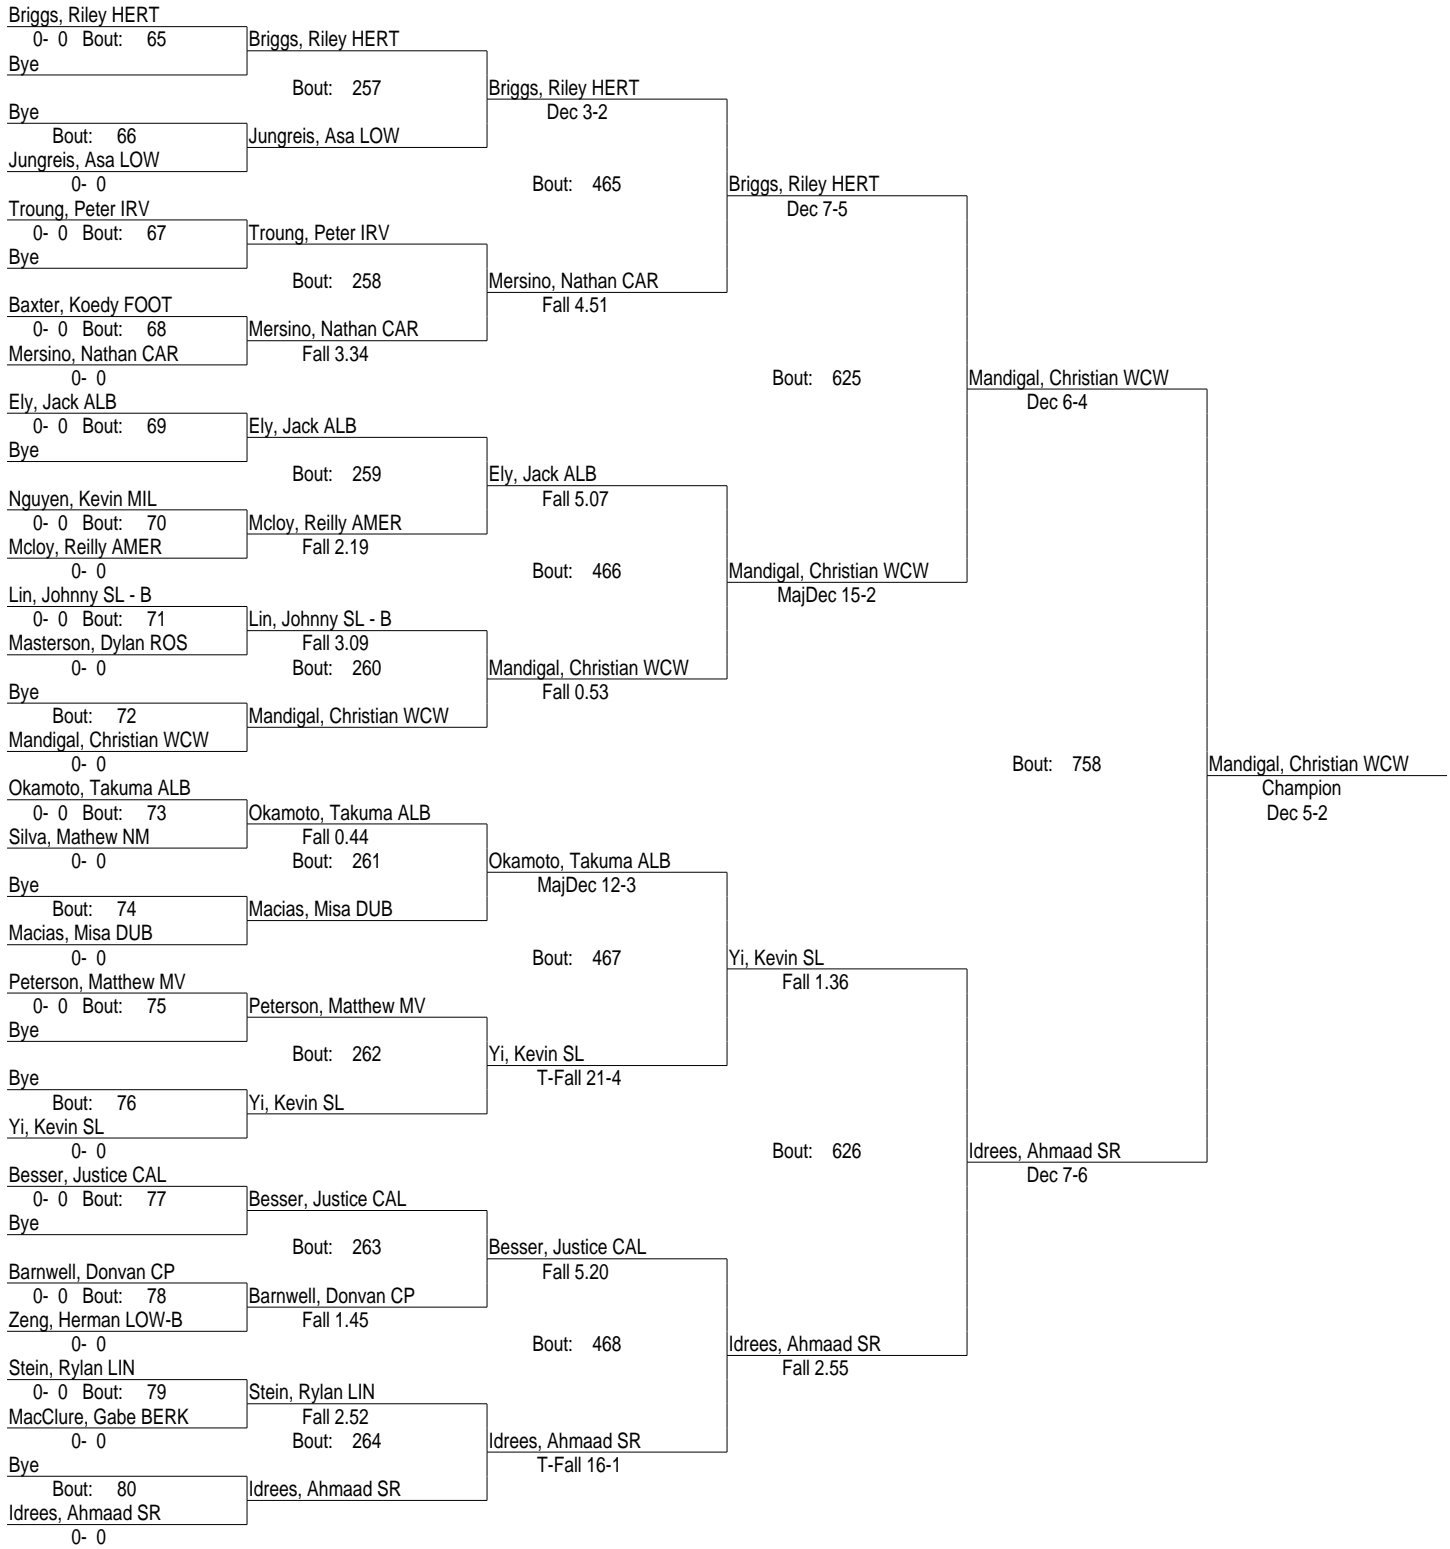 Briggs, Riley HERT
0- 0 Bout: 65 Briggs, Riley HERT
Bye
Bout: 257 Briggs, Riley HERT
Bye Dec 3-2
Bout: 66 Jungreis, Asa LOW
Jungreis, Asa LOW
0- 0 Bout: 465 Briggs, Riley HERT
Troung, Peter IRV Dec 7-5
0- 0 Bout: 67 Troung, Peter IRV
Bye
Bout: 258 Mersino, Nathan CAR
Baxter, Koedy FOOT Fall 4.51
0- 0 Bout: 68 Mersino, Nathan CAR
Mersino, Nathan CAR Fall 3.34
0- 0 Bout: 625 Mandigal, Christian WCW
Ely, Jack ALB Dec 6-4
0- 0 Bout: 69 Ely, Jack ALB
Bye
Bout: 259 Ely, Jack ALB
Nguyen, Kevin MIL Fall 5.07
0- 0 Bout: 70 Mcloy, Reilly AMER
Mcloy, Reilly AMER Fall 2.19
0- 0 Bout: 466 Mandigal, Christian WCW
Lin, Johnny SL - B MajDec 15-2
0- 0 Bout: 71 Lin, Johnny SL - B
Masterson, Dylan ROS Fall 3.09
0- 0 Bout: 260 Mandigal, Christian WCW
Bye Fall 0.53
Bout: 72 Mandigal, Christian WCW
Mandigal, Christian WCW
0- 0 Bout: 758 Mandigal, Christian WCW
Okamoto, Takuma ALB Champion
0- 0 Bout: 73 Okamoto, Takuma ALB Dec 5-2
Silva, Mathew NM Fall 0.44
0- 0 Bout: 261 Okamoto, Takuma ALB
Bye MajDec 12-3
Bout: 74 Macias, Misa DUB
Macias, Misa DUB
0- 0 Bout: 467 Yi, Kevin SL
Peterson, Matthew MV Fall 1.36
0- 0 Bout: 75 Peterson, Matthew MV
Bye
Bout: 262 Yi, Kevin SL
Bye T-Fall 21-4
Bout: 76 Yi, Kevin SL
Yi, Kevin SL
0- 0 Bout: 626 Idrees, Ahmaad SR
Besser, Justice CAL Dec 7-6
0- 0 Bout: 77 Besser, Justice CAL
Bye
Bout: 263 Besser, Justice CAL
Barnwell, Donvan CP Fall 5.20
0- 0 Bout: 78 Barnwell, Donvan CP
Zeng, Herman LOW-B Fall 1.45
0- 0 Bout: 468 Idrees, Ahmaad SR
Stein, Rylan LIN Fall 2.55
0- 0 Bout: 79 Stein, Rylan LIN
MacClure, Gabe BERK Fall 2.52
0- 0 Bout: 264 Idrees, Ahmaad SR
Bye T-Fall 16-1
Bout: 80 Idrees, Ahmaad SR
Idrees, Ahmaad SR
0- 0